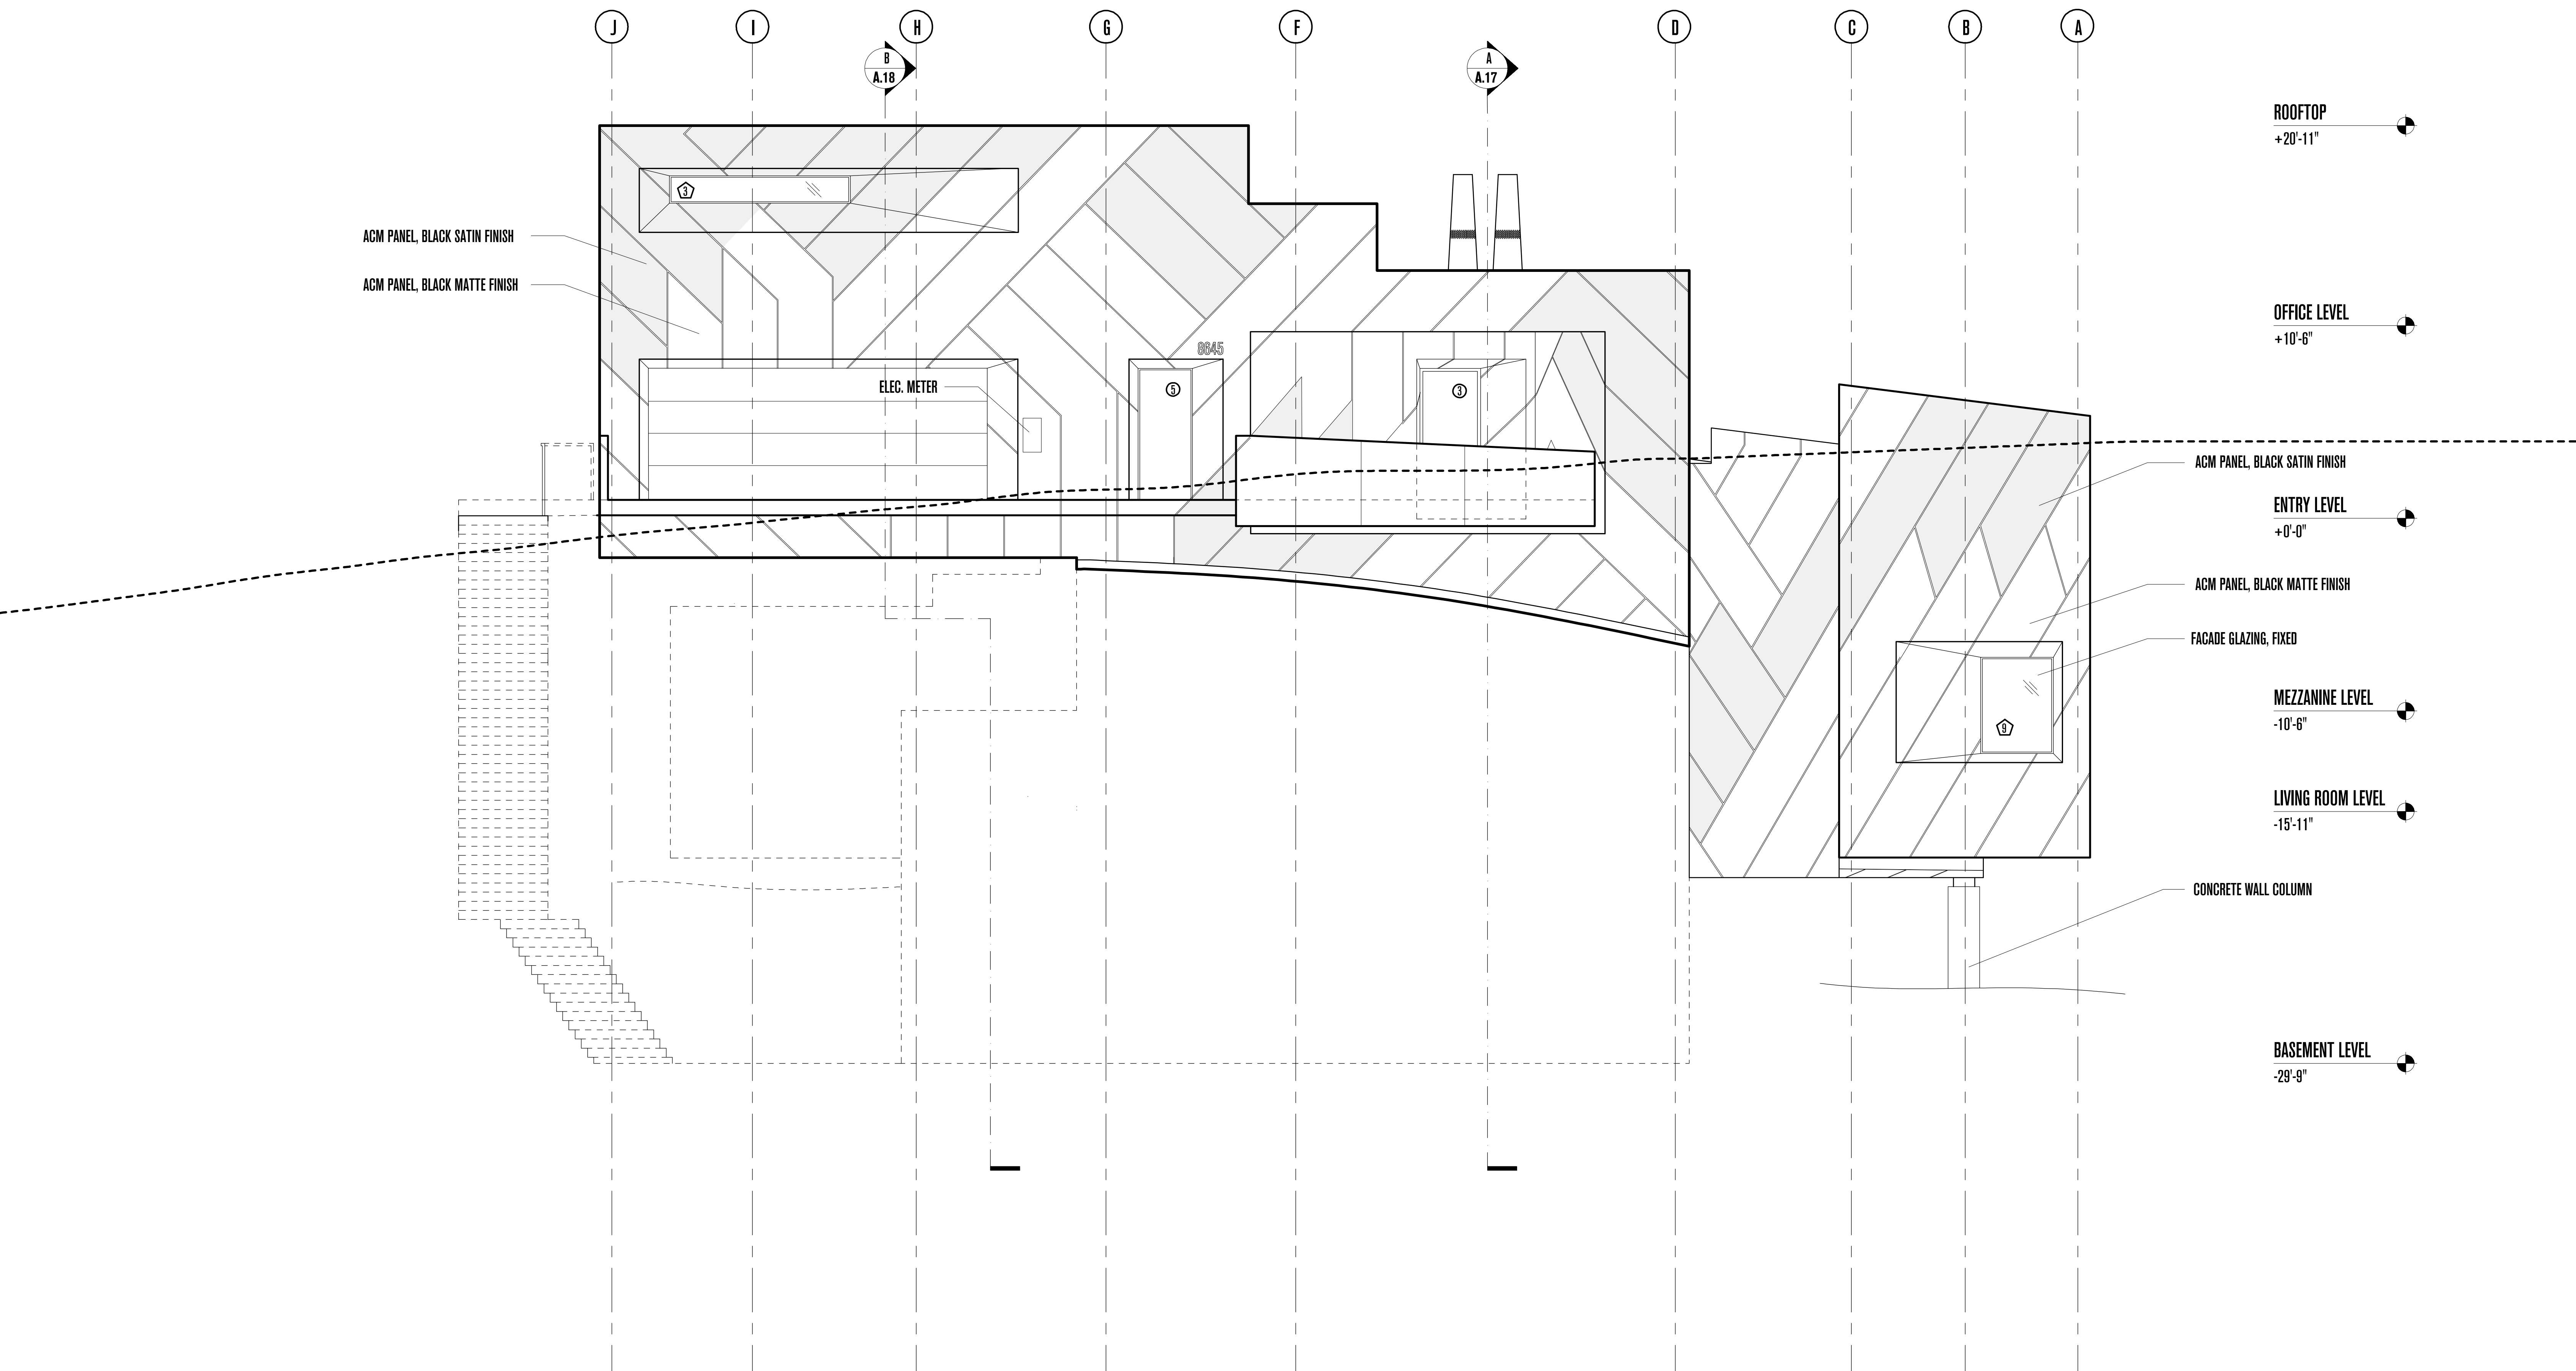 J I H G F D C B A
B A
A.18 A.17
ROOFTOP
+20'-11"
3
ACM PANEL, BLACK SATIN FINISH
ACM PANEL, BLACK MATTE FINISH
OFFICE LEVEL
+10'-6"
8645
ELEC. METER
5
3
ACM PANEL, BLACK SATIN FINISH
ENTRY LEVEL
+0'-0"
ACM PANEL, BLACK MATTE FINISH
FACADE GLAZING, FIXED
MEZZANINE LEVEL
-10'-6"
9
LIVING ROOM LEVEL
-15'-11"
CONCRETE WALL COLUMN
BASEMENT LEVEL
-29'-9"